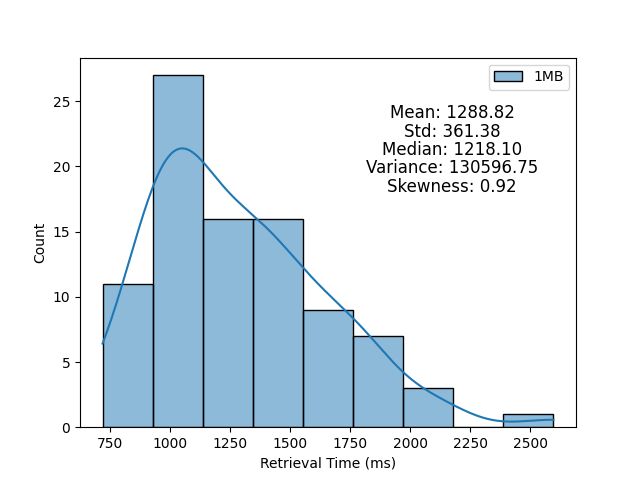 1MB
Mean: 1288.82
Std: 361.38
Median: 1218.10
Variance: 130596.75
Skewness: 0.92
25
20
15
10
5
0
Count
750 1000 1250 1500 1750 2000 2250 2500
Retrieval Time (ms)